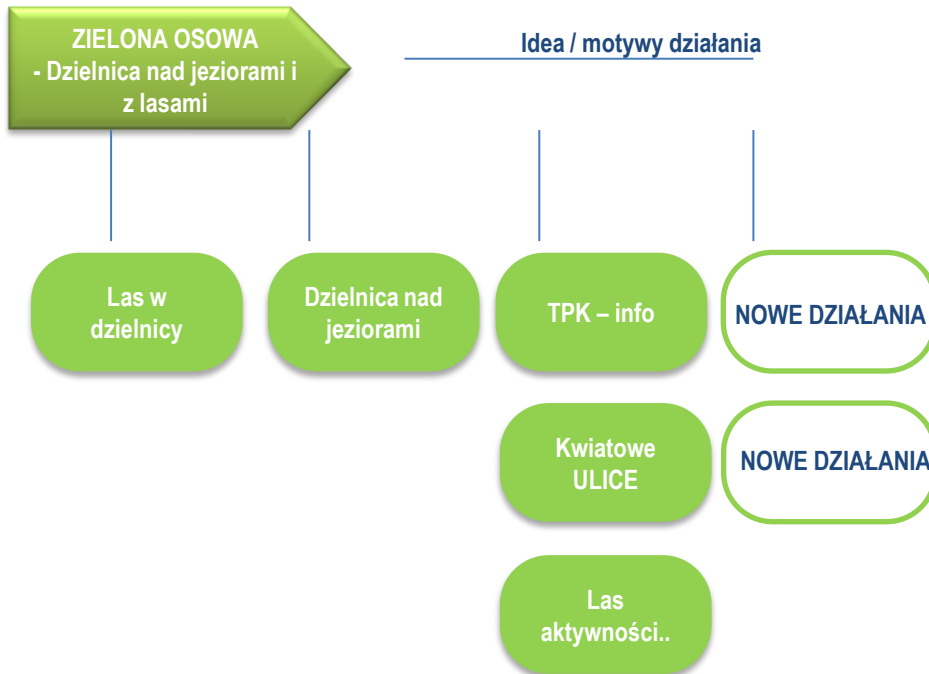 ZIELONA OSOWA
- Dzielnica nad jeziorami i
z lasami
Idea / motywy działania
Las w
dzielnicy
Dzielnica nad
jeziorami
TPK – info
NOWE DZIAŁANIA
Kwiatowe
ULICE
NOWE DZIAŁANIA
Las
aktywności..